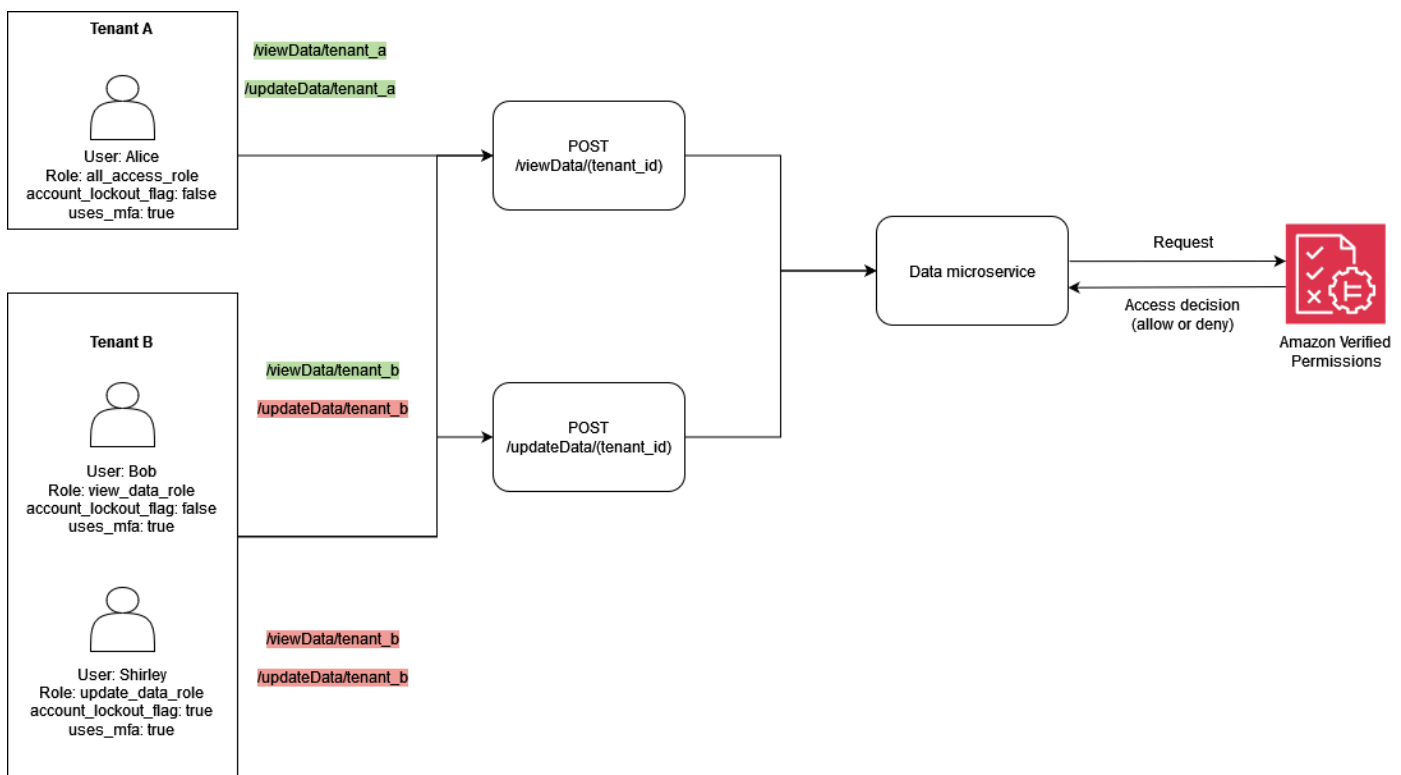 Tenant A
User: Alice
Role: all_access_role
account_lockout_flag: false
uses_mfa: true
/viewData/tenant_a
/updateData/tenant_a
Tenant B
User: Bob
Role: view_data_role
account_lockout_flag: false
uses_mfa: true
/viewData/tenant_b
/updateData/tenant_b
User: Shirley
Role: update_data_role
account_lockout_flag: true
uses_mfa: true
/viewData/tenant_b
/updateData/tenant_b
POST
/viewData/(tenant_id)
POST
/updateData/(tenant_id)
Data microservice
Request
Access decision
(allow or deny)
Amazon Verified
Permissions